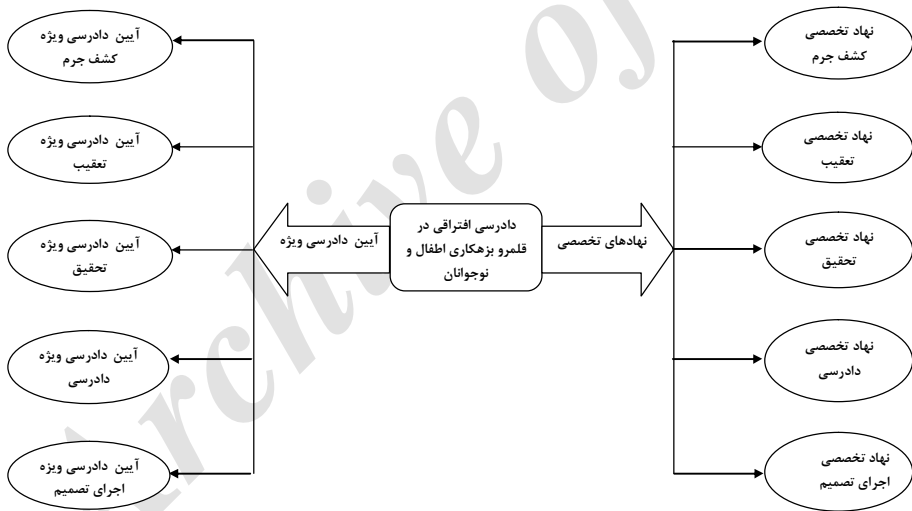 نهاد تخصصی
کشف جرم
نهاد تخصصی
تعقیب
نهاد تخصصی
تحقیق
نهاد تخصصی
دادرسی
نهاد تخصصی
اجرای تصمیم
نهادهای تخصصی
دادرسی افتراقی در
قلمرو بزهکاری اطفال و
نوجوانان
آیین دادرسی ویژه
آیین دادرسی ویژه
کشف جرم
آیین دادرسی ویژه
تعقیب
آیین دادرسی ویژه
تحقیق
آیین دادرسی ویژه
دادرسی
آیین دادرسی ویژه
اجرای تصمیم
Archive of